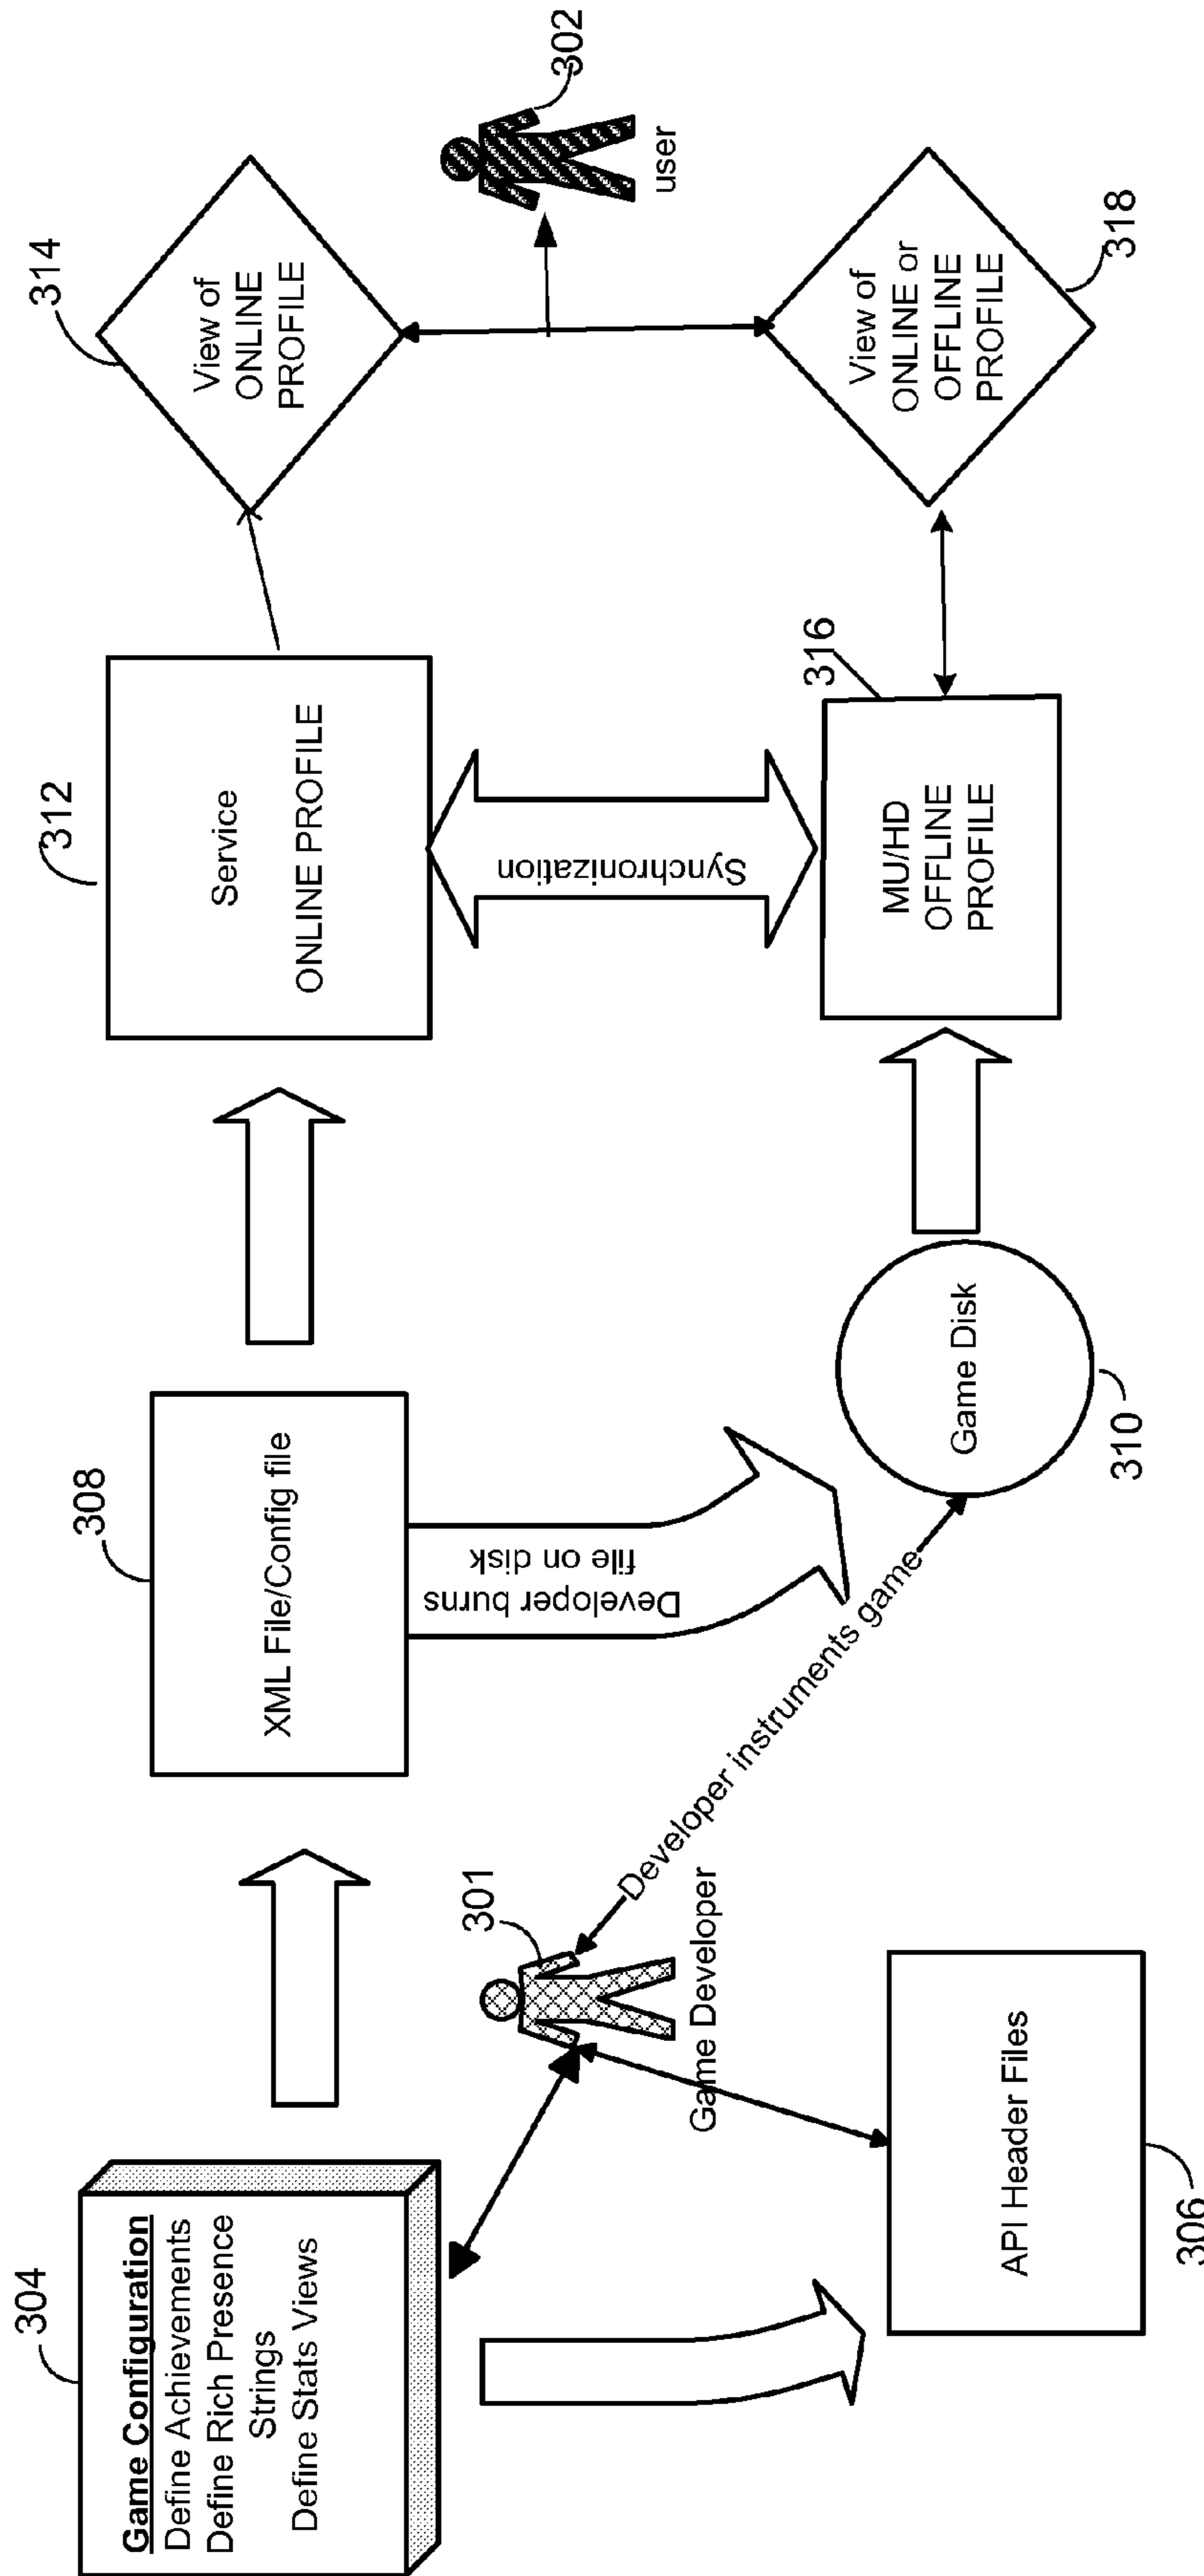 304
Game Configuration
Define Achievements
Define Rich Presence
Strings
Define Stats Views
308
XML File/Config file
312
Service
ONLINE PROFILE
314
View of
ONLINE
PROFILE
301
Game Developer
Developer instruments game
Developer burns
file on disk
Synchronization
302
user
306
API Header Files
310
Game Disk
316
MU/HD
OFFLINE
PROFILE
318
View of
ONLINE or
OFFLINE
PROFILE